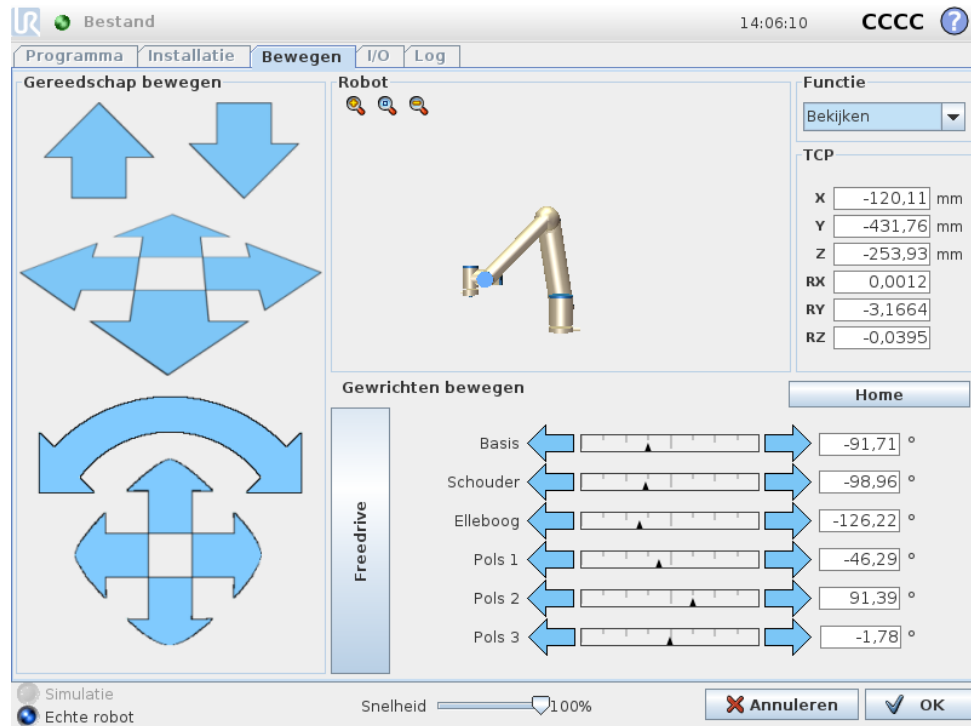 UR Bestand 14:06:10 CCCC ?
Programma Installatie Bewegen I/O Log
Gereedschap bewegen
Robot
Functie
Bekijken
TCP
X -120,11 mm
Y -431,76 mm
Z -253,93 mm
RX 0,0012
RY -3,1664
RZ -0,0395
Gewrichten bewegen
Home
Freedrive
Basis -91,71 °
Schouder -98,96 °
Elleboog -126,22 °
Pols 1 -46,29 °
Pols 2 91,39 °
Pols 3 -1,78 °
Simulatie
Echte robot
Snelheid 100%
Annuleren
OK